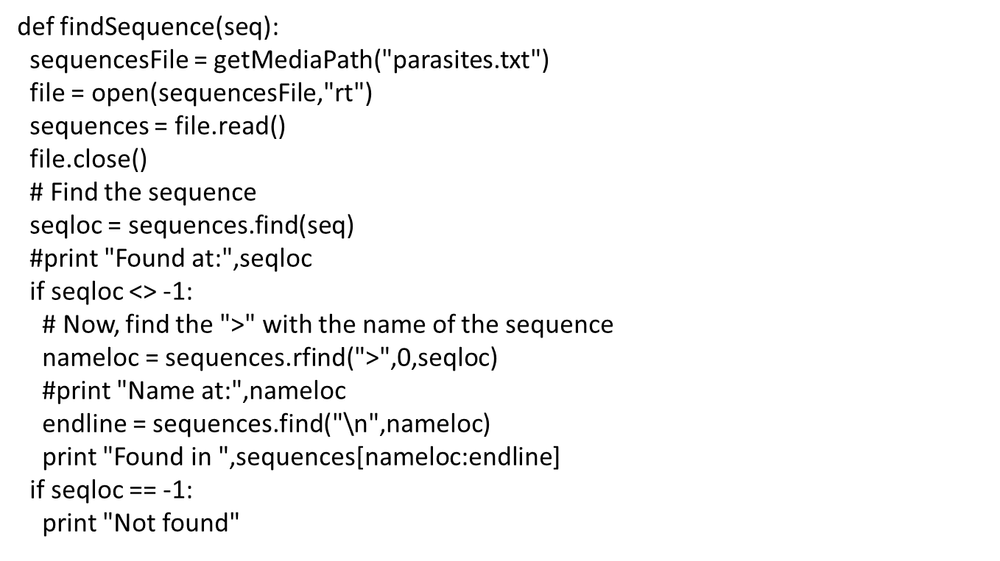 def findSequence(seq):
  sequencesFile = getMediaPath("parasites.txt")
  file = open(sequencesFile,"rt")
  sequences = file.read()
  file.close()
  # Find the sequence
  seqloc = sequences.find(seq)
  #print "Found at:",seqloc
  if seqloc <> -1:
    # Now, find the ">" with the name of the sequence
    nameloc = sequences.rfind(">",0,seqloc)
    #print "Name at:",nameloc
    endline = sequences.find("\n",nameloc)
    print "Found in ",sequences[nameloc:endline]
  if seqloc == -1:
    print "Not found"